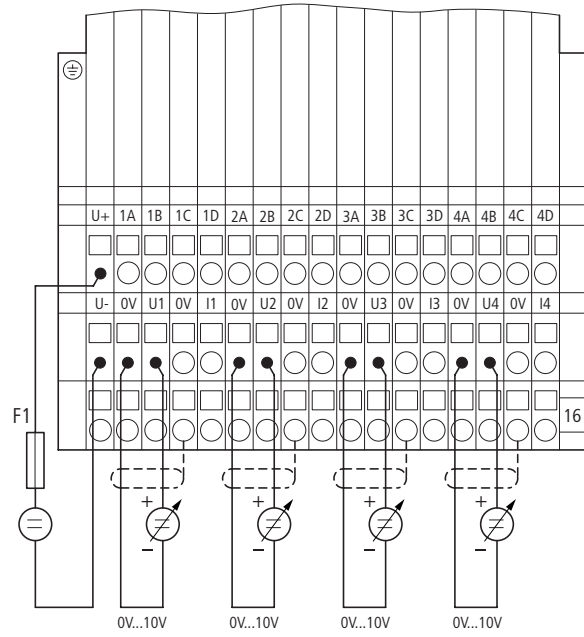 U+ 1A 1B 1C 1D 2A 2B 2C 2D 3A 3B 3C 3D 4A 4B 4C 4D
U- 0V U1 0V I1 0V U2 0V I2 0V U3 0V I3 0V U4 0V I4
F1
16
+ + + +
– – – –
0V...10V 0V...10V 0V...10V 0V...10V